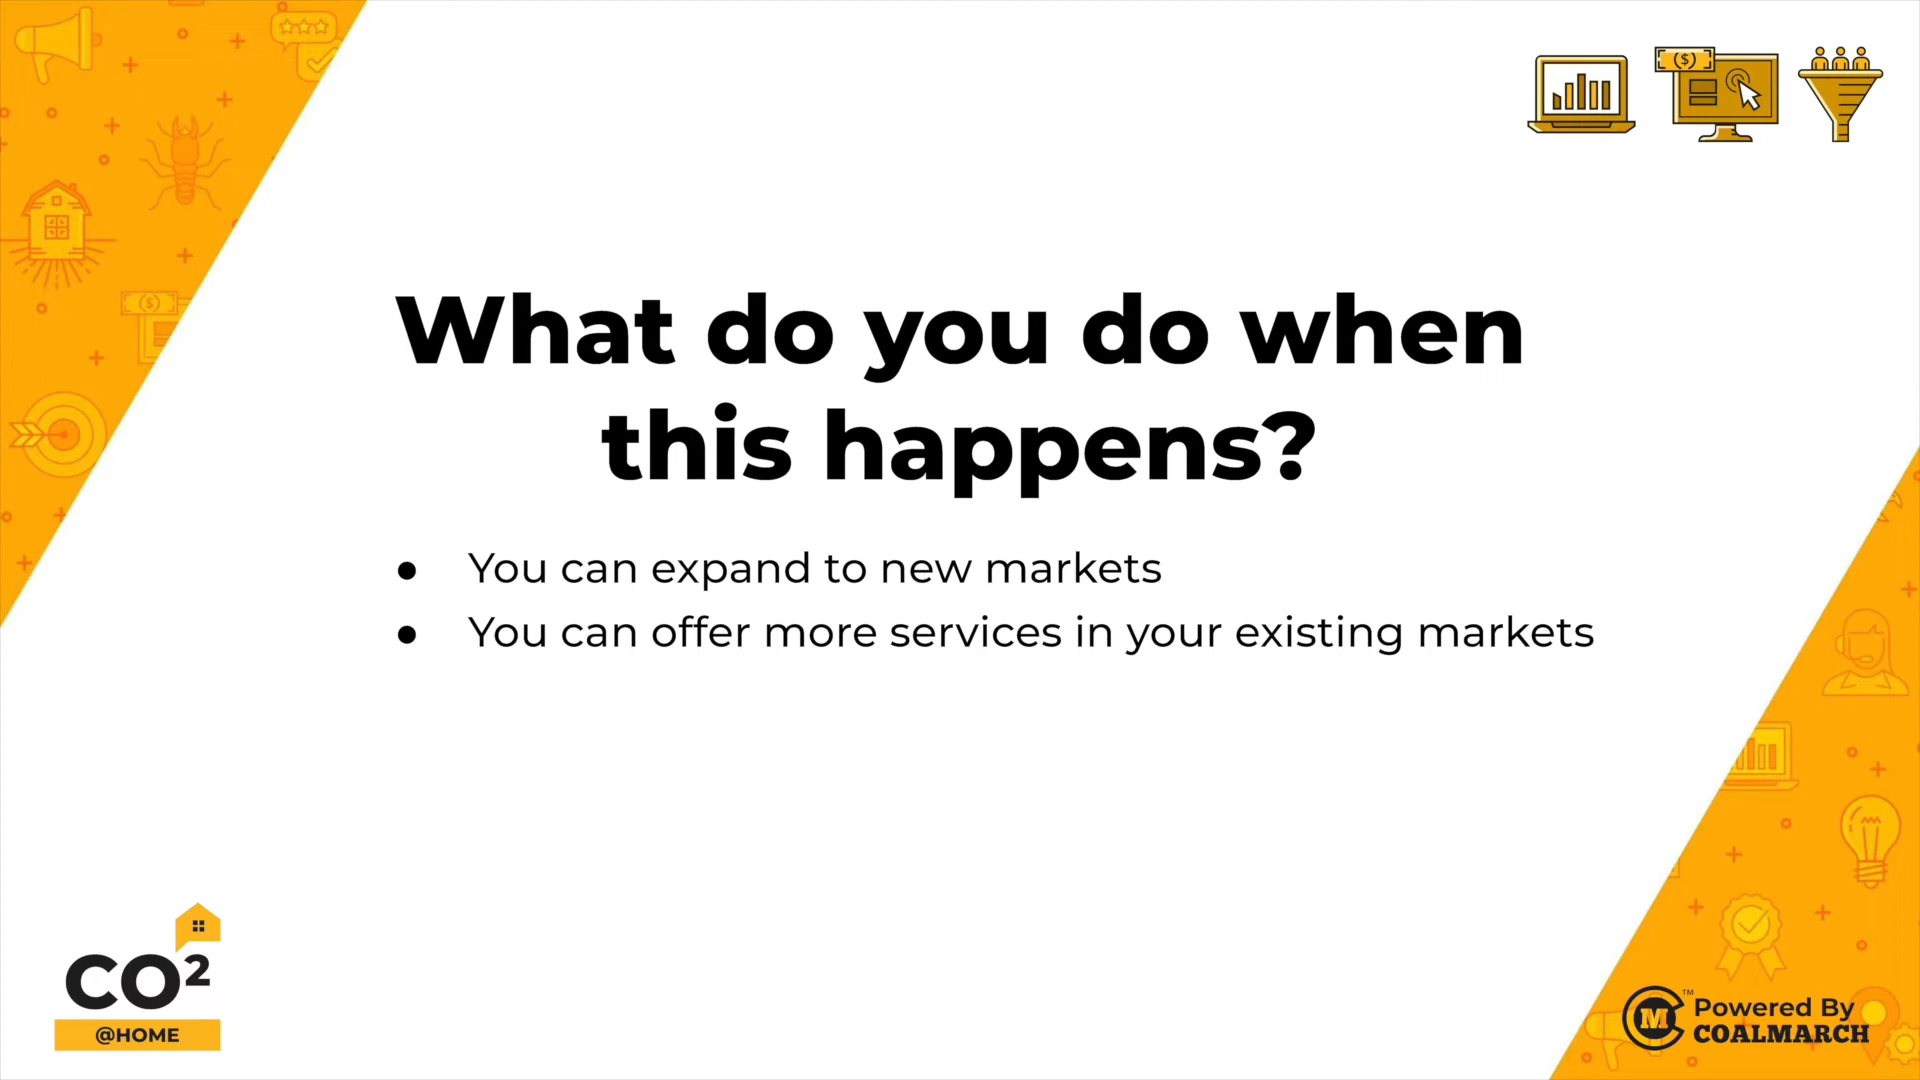 ($)
What do you do when
this happens?
● You can expand to new markets
● You can offer more services in your existing markets
($)
CO²
@HOME
M
™
Powered By
COALMARCH